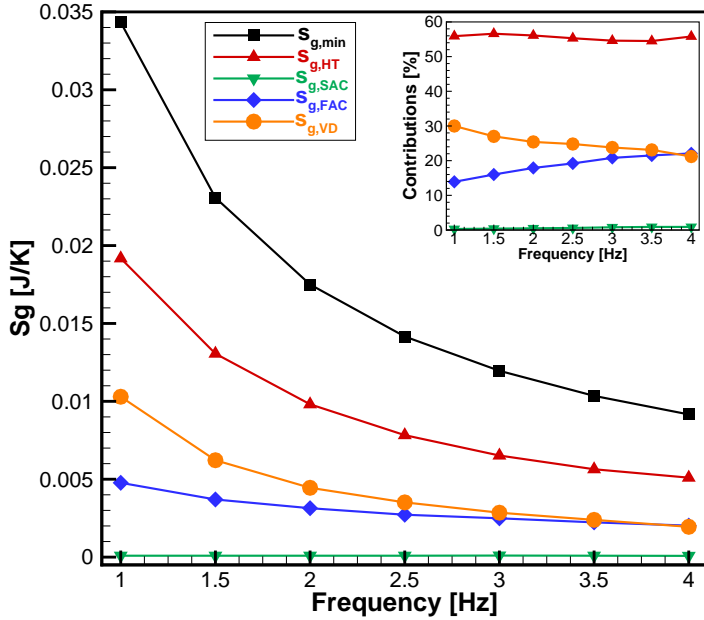 Sg [J/K]
0.035
0.03
0.025
0.02
0.015
0.01
0.005
0
1 1.5 2 2.5 3 3.5 4
Frequency [Hz]
Sg,min
Sg,HT
Sg,SAC
Sg,FAC
Sg,VD
Contributions [%]
60
50
40
30
20
10
0
1 1.5 2 2.5 3 3.5 4
Frequency [Hz]